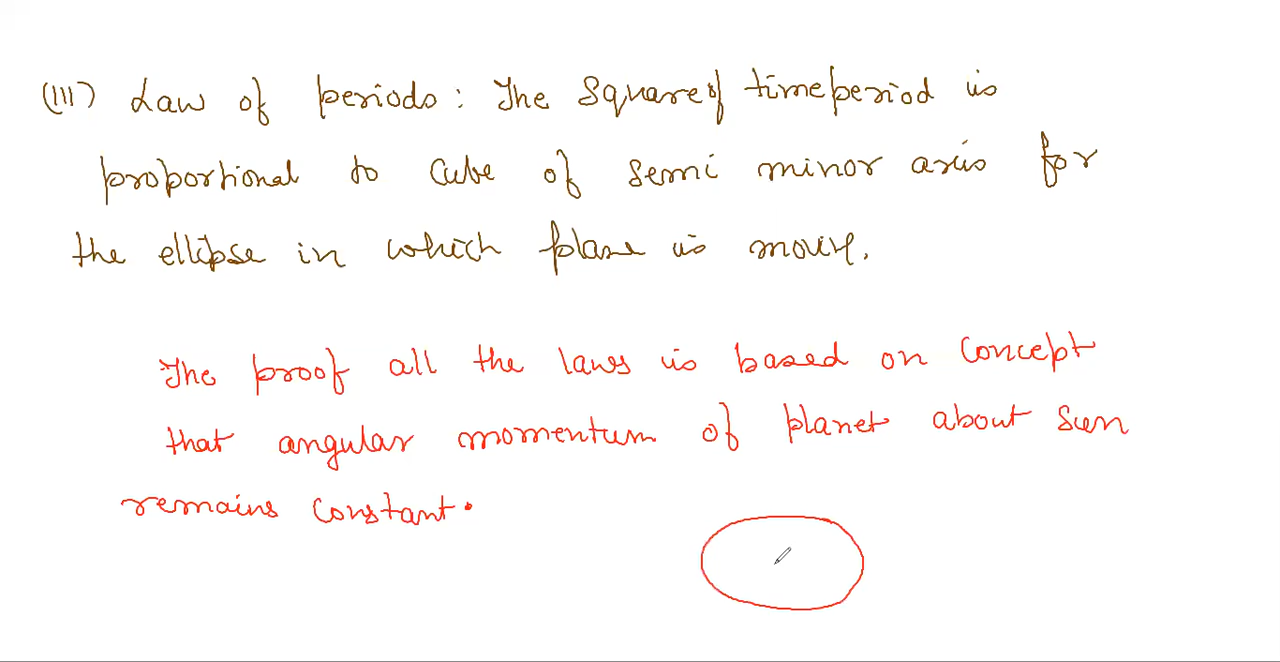 (III) Law of periods : The square of timeperiod is
proportional to cube of semi minor axis for
the ellipse in which plane is move.
The proof all the laws is based on concept
that angular momentum of planet about sun
remains constant.